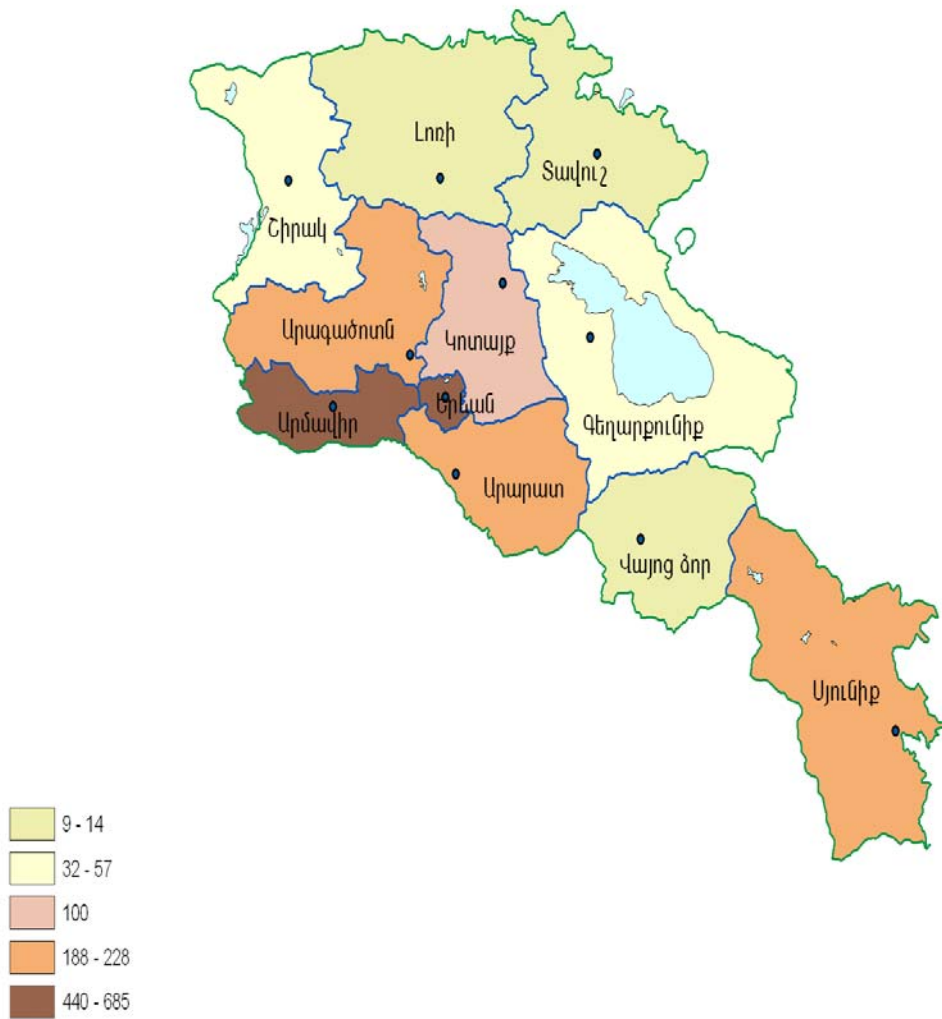 Լոռի
Տավուշ
Շիրակ
Արագածոտն
Կոտայք
Երևան
Արմավիր
Գեղարքունիք
Արարատ
Վայոց ձոր
Սյունիք
9 - 14
32 - 57
100
188 - 228
440 - 685